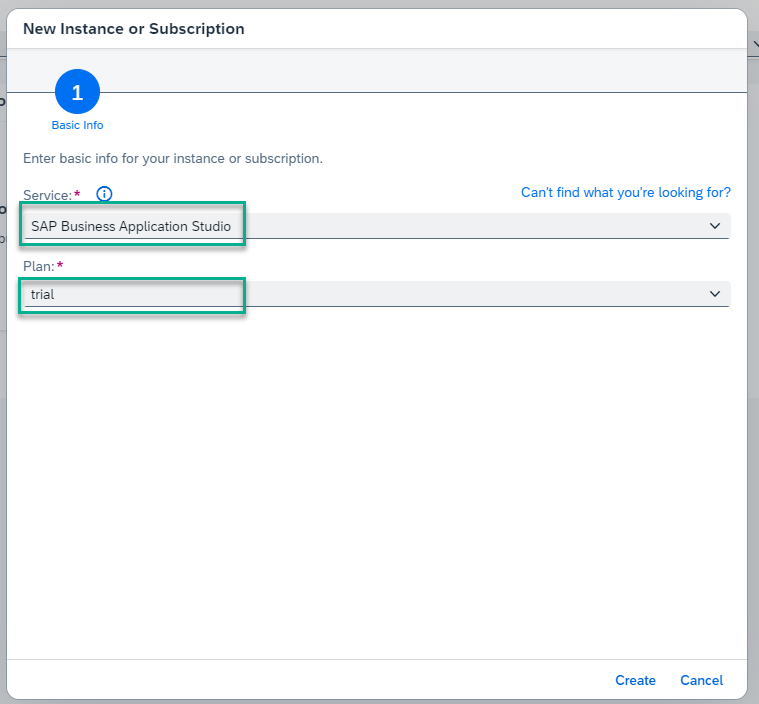 New Instance or Subscription
1
Basic Info
Enter basic info for your instance or subscription.
Service:*
Can't find what you're looking for?
SAP Business Application Studio
Plan:*
trial
Create Cancel